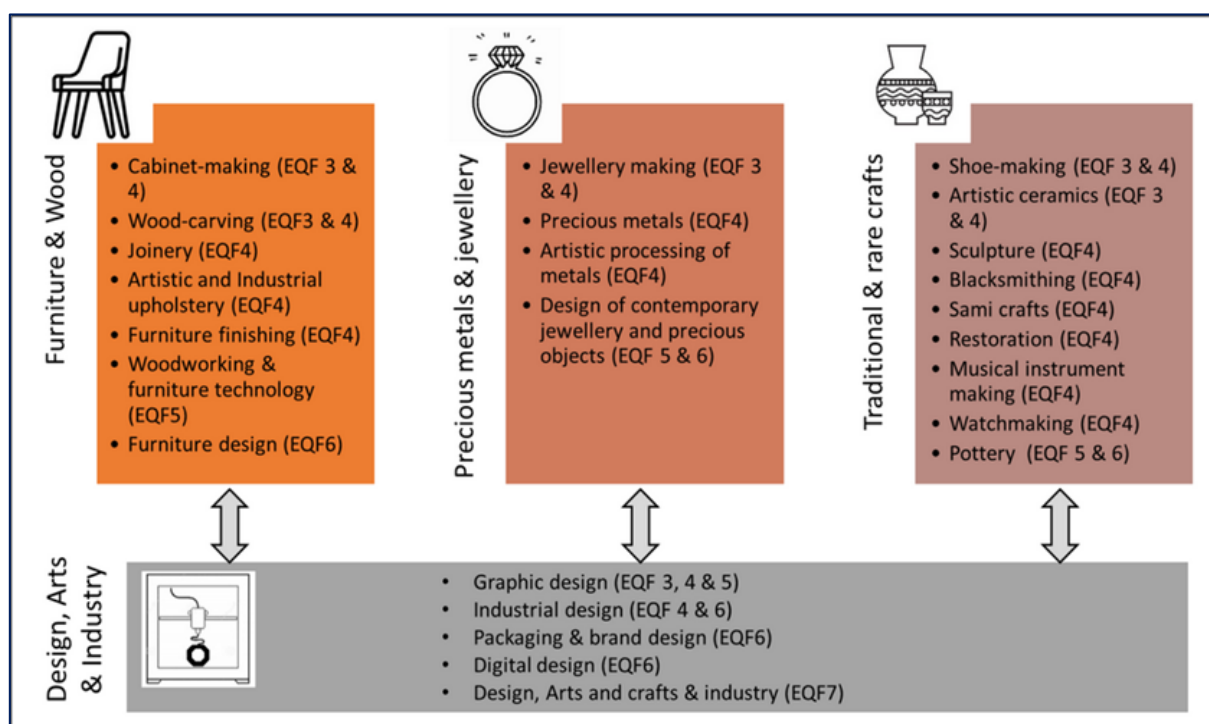 Furniture & Wood
• Cabinet-making (EQF 3 &
4)
• Wood-carving (EQF3 & 4)
• Joinery (EQF4)
• Artistic and Industrial
upholstery (EQF4)
• Furniture finishing (EQF4)
• Woodworking &
furniture technology
(EQF5)
• Furniture design (EQF6)
Precious metals & jewellery
• Jewellery making (EQF 3
& 4)
• Precious metals (EQF4)
• Artistic processing of
metals (EQF4)
• Design of contemporary
jewellery and precious
objects (EQF 5 & 6)
Traditional & rare crafts
• Shoe-making (EQF 3 & 4)
• Artistic ceramics (EQF 3
& 4)
• Sculpture (EQF4)
• Blacksmithing (EQF4)
• Sami crafts (EQF4)
• Restoration (EQF4)
• Musical instrument
making (EQF4)
• Watchmaking (EQF4)
• Pottery (EQF 5 & 6)
Design, Arts
& Industry
• Graphic design (EQF 3, 4 & 5)
• Industrial design (EQF 4 & 6)
• Packaging & brand design (EQF6)
• Digital design (EQF6)
• Design, Arts and crafts & industry (EQF7)